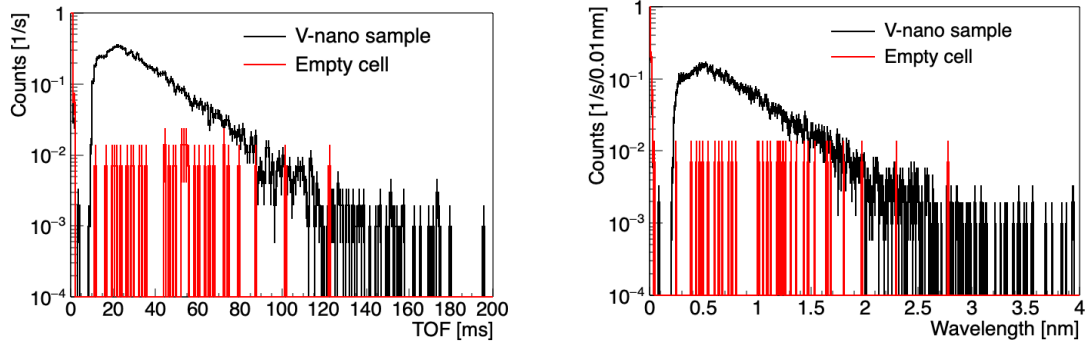 Counts [1/s]
1
10⁻¹
10⁻²
10⁻³
10⁻⁴
V-nano sample
Empty cell
0 20 40 60 80 100 120 140 160 180 200
TOF [ms]
Counts [1/s/0.01nm]
1
10⁻¹
10⁻²
10⁻³
10⁻⁴
V-nano sample
Empty cell
0 0.5 1 1.5 2 2.5 3 3.5 4
Wavelength [nm]